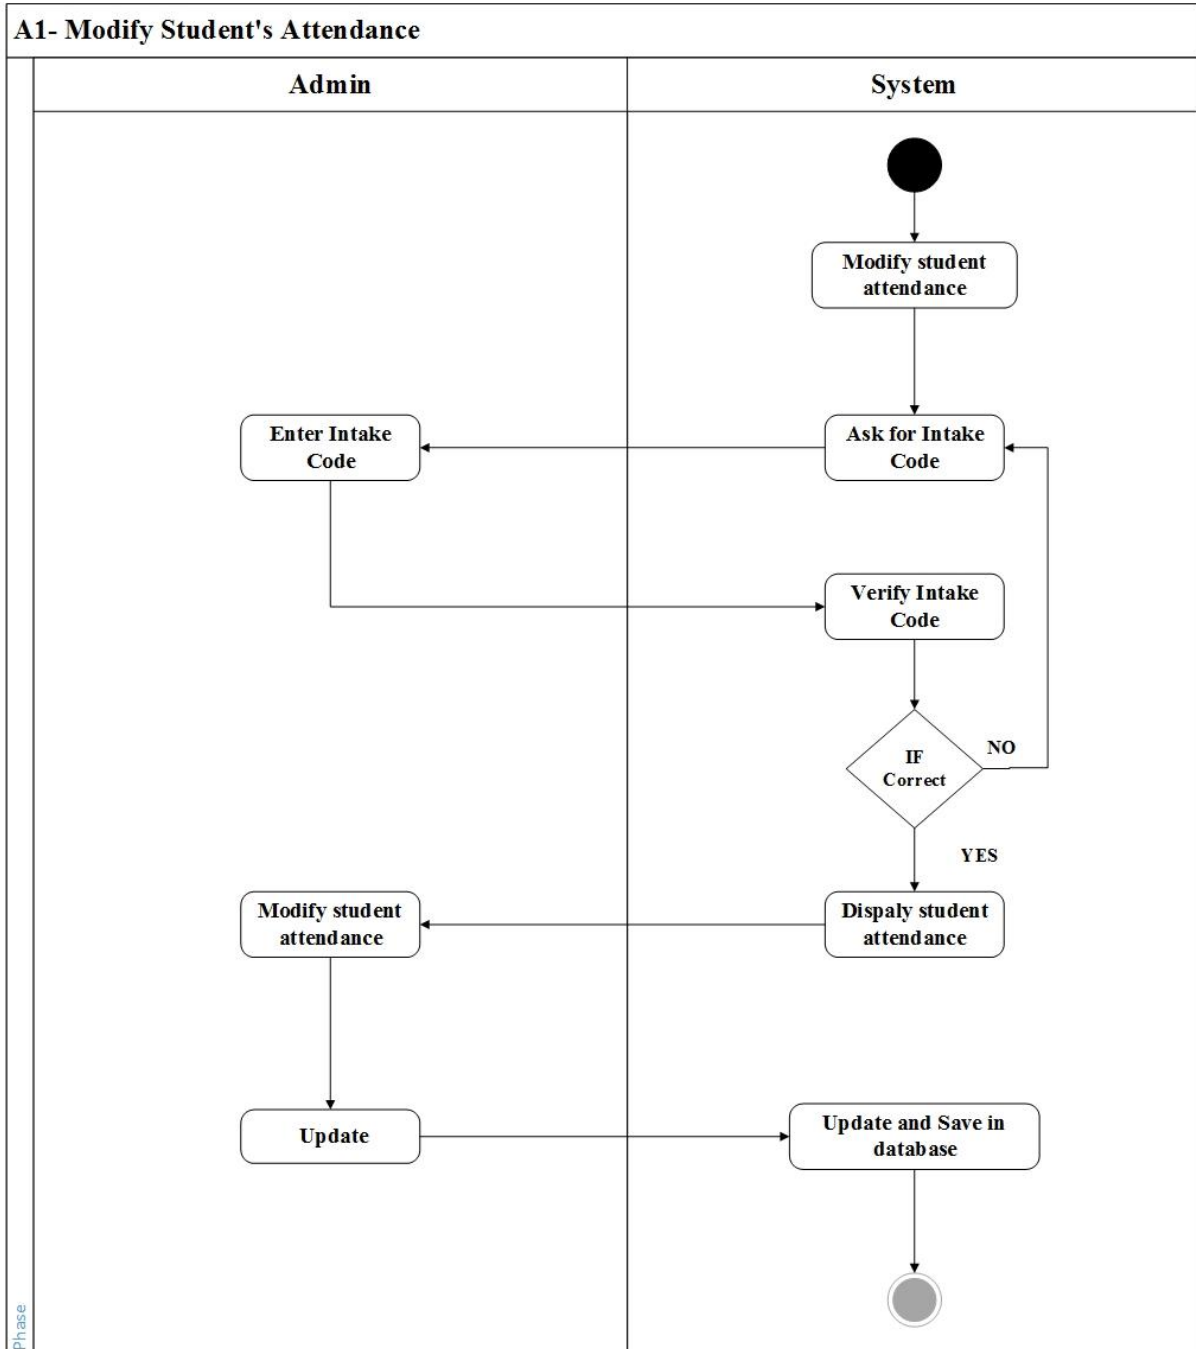 A1- Modify Student's Attendance
Admin
System
Modify student
attendance
Enter Intake
Code
Ask for Intake
Code
Verify Intake
Code
IF
Correct
NO
YES
Modify student
attendance
Dispaly student
attendance
Update
Update and Save in
database
Phase